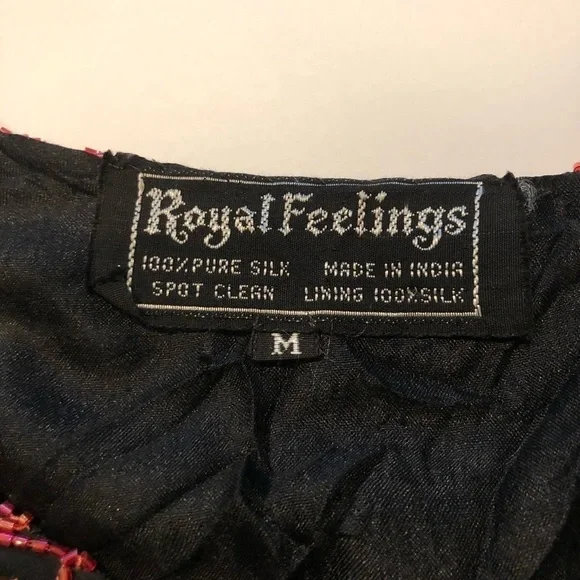 Royal Feelings
100% PURE SILK MADE IN INDIA
SPOT CLEAN LINING 100% SILK
M